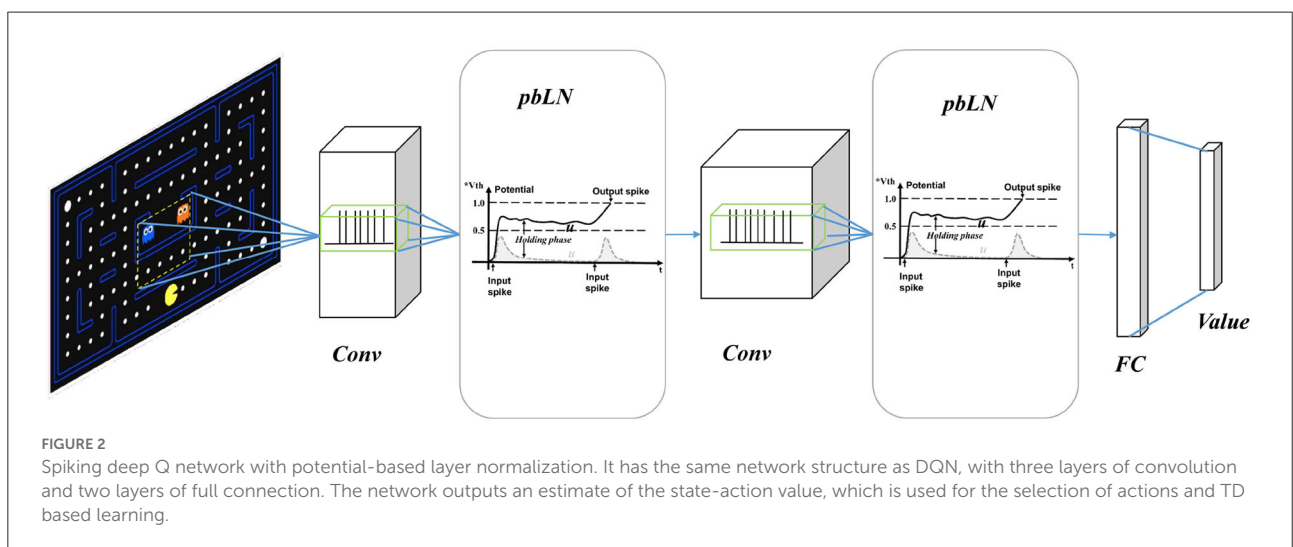 pbLN
*Vth
Potential
Output spike
1.0
u
0.5
Holding phase
u
t
Input
spike
Input
spike
Conv
pbLN
*Vth
Potential
Output spike
1.0
u
0.5
Holding phase
u
t
Input
spike
Input
spike
Conv
FC
Value
FIGURE 2
Spiking deep Q network with potential-based layer normalization. It has the same network structure as DQN, with three layers of convolution
and two layers of full connection. The network outputs an estimate of the state-action value, which is used for the selection of actions and TD
based learning.